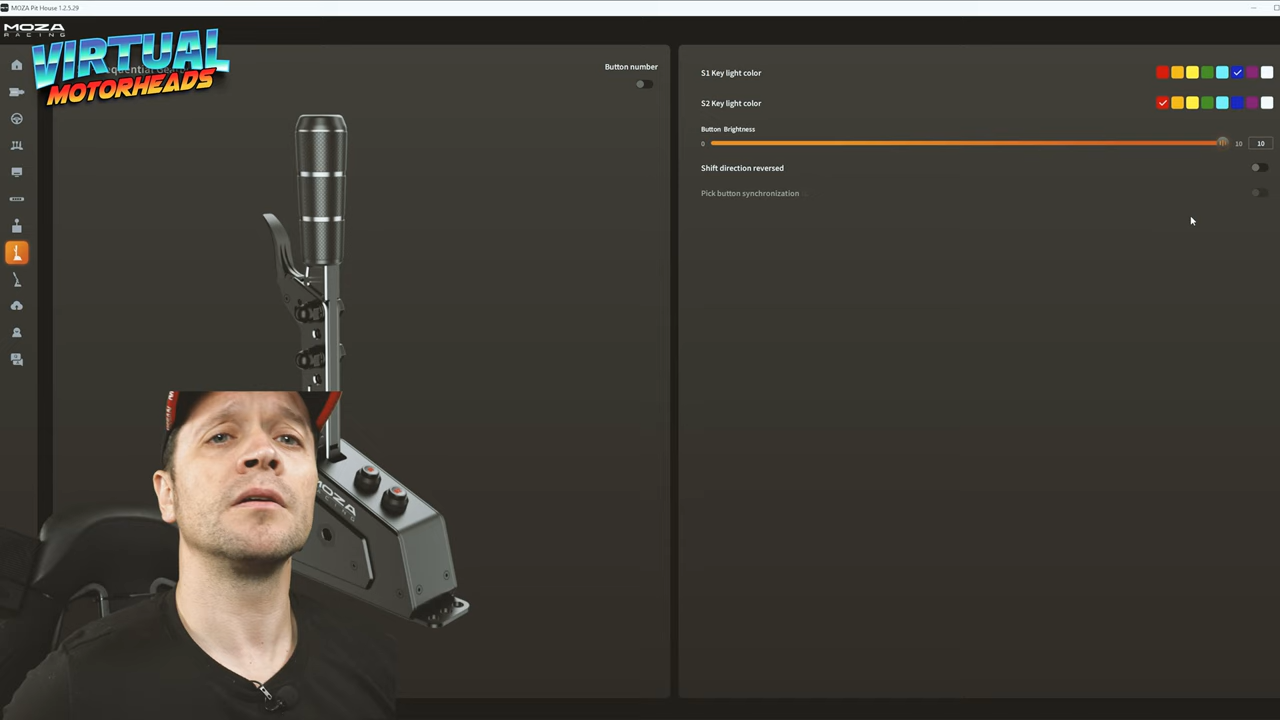 MOZA Pit House 1.2.5.29
MOZA
RACING
VIRTUAL
MOTORHEADS
Button number
S1 Key light color
S2 Key light color
Button Brightness
0
10
10
Shift direction reversed
Pick button synchronization
MOZA
RACING